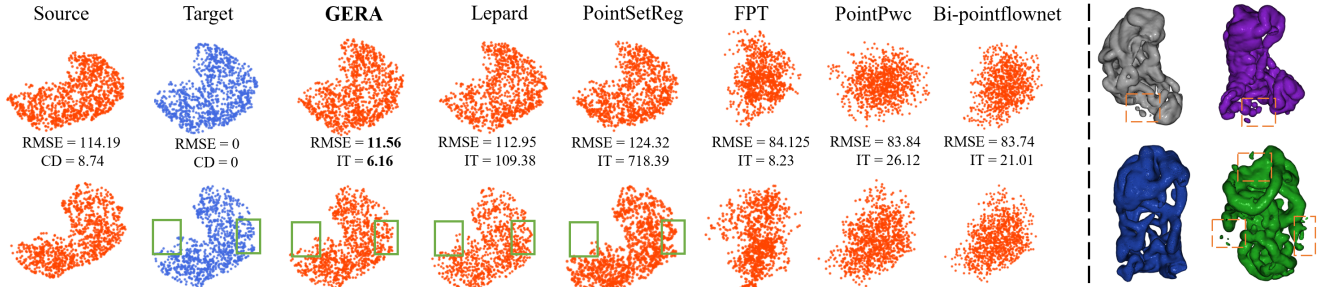 Source Target GERA Lepard PointSetReg FPT PointPwc Bi-pointflownet
RMSE = 114.19 RMSE = 0 RMSE = 11.56 RMSE = 112.95 RMSE = 124.32 RMSE = 84.125 RMSE = 83.84 RMSE = 83.74
CD = 8.74 CD = 0 IT = 6.16 IT = 109.38 IT = 718.39 IT = 8.23 IT = 26.12 IT = 21.01